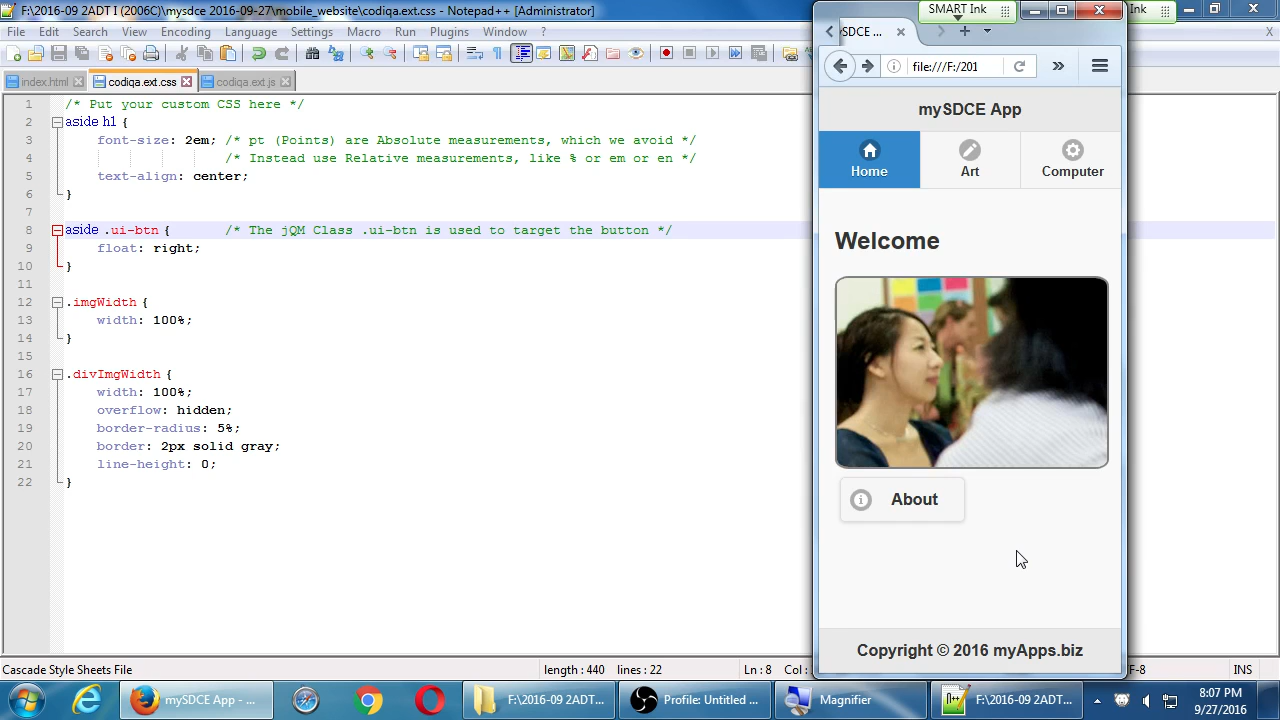 F:\2016-09 2ADT I (2006C)\mysdce 2016-09-27\mobile_website\codiqa.ext.css - Notepad++ [Administrator]
File Edit Search View Encoding Language Settings Macro Run Plugins Window ? X
index.html codiqa.ext.css codiqa.ext.js
1 /* Put your custom CSS here */
2 aside h1 {
3 font-size: 2em; /* pt (Points) are Absolute measurements, which we avoid */
4 /* Instead use Relative measurements, like % or em or en */
5 text-align: center;
6 }
7
8 aside .ui-btn { /* The jQM Class .ui-btn is used to target the button */
9 float: right;
10 }
11
12 .imgWidth {
13 width: 100%;
14 }
15
16 .divImgWidth {
17 width: 100%;
18 overflow: hidden;
19 border-radius: 5%;
20 border: 2px solid gray;
21 line-height: 0;
22 }
Cascade Style Sheets File length : 440 lines : 22 Ln : 8 Col : F-8 INS
SMART Ink
Ink
SDCE ...
file:///F:/201
mySDCE App
Home Art Computer
Welcome
About
Copyright © 2016 myApps.biz
mySDCE App - ... F:\2016-09 2ADT... Profile: Untitled ... Magnifier F:\2016-09 2ADT...
8:07 PM
9/27/2016